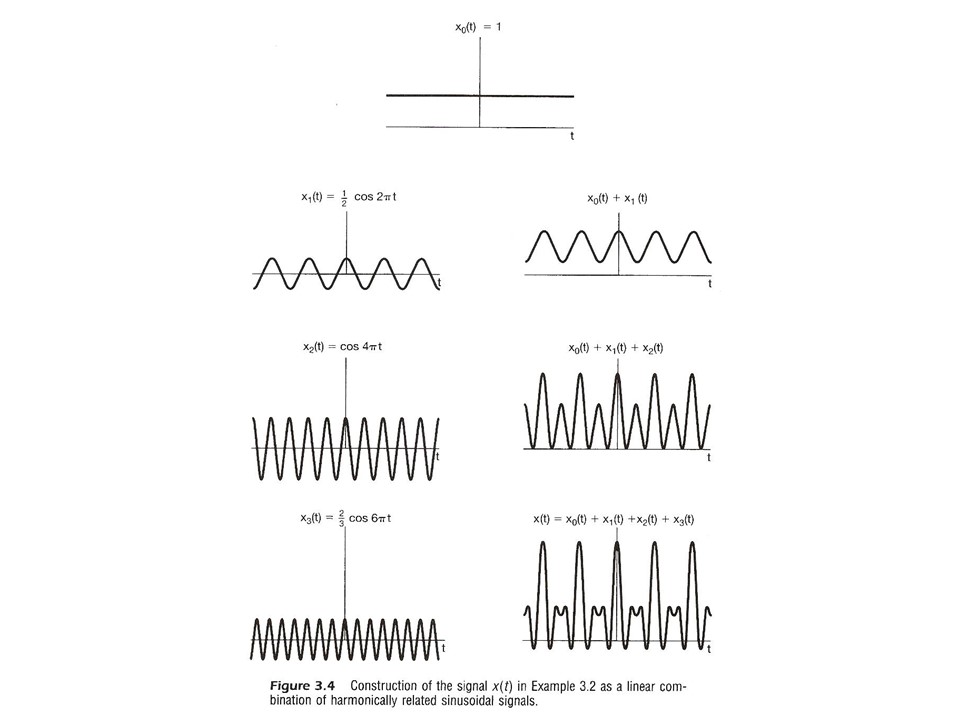 x₀(t) = 1
t
x₁(t) = 1/2 cos 2πt
t
x₀(t) + x₁(t)
t
x₂(t) = cos 4πt
t
x₀(t) + x₁(t) + x₂(t)
t
x₃(t) = 2/3 cos 6πt
t
x(t) = x₀(t) + x₁(t) +x₂(t) + x₃(t)
t
Figure 3.4 Construction of the signal x(t) in Example 3.2 as a linear com-
bination of harmonically related sinusoidal signals.